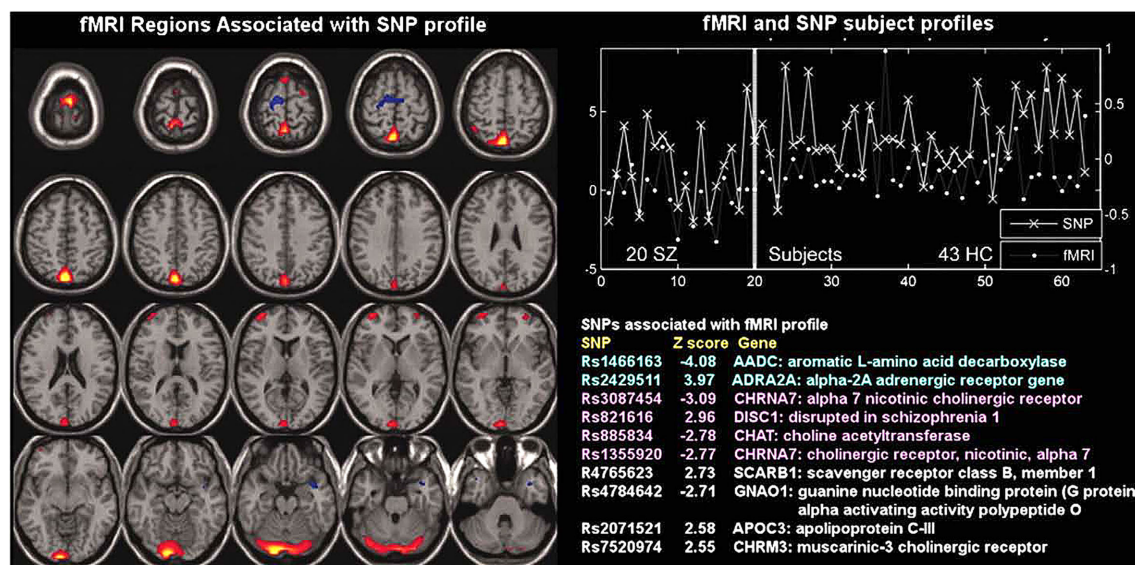 fMRI Regions Associated with SNP profile
fMRI and SNP subject profiles
1
5
0.5
0
0
-0.5
SNP
20 SZ
Subjects
43 HC
fMRI
-5
-1
0 10 20 30 40 50 60
SNPs associated with fMRI profile
SNP Z score Gene
Rs1466163 -4.08 AADC: aromatic L-amino acid decarboxylase
Rs2429511 3.97 ADRA2A: alpha-2A adrenergic receptor gene
Rs3087454 -3.09 CHRNA7: alpha 7 nicotinic cholinergic receptor
Rs821616 2.96 DISC1: disrupted in schizophrenia 1
Rs885834 -2.78 CHAT: choline acetyltransferase
Rs1355920 -2.77 CHRNA7: cholinergic receptor, nicotinic, alpha 7
R4765623 2.73 SCARB1: scavenger receptor class B, member 1
Rs4784642 -2.71 GNAO1: guanine nucleotide binding protein (G protein
alpha activating activity polypeptide O
Rs2071521 2.58 APOC3: apolipoprotein C-III
Rs7520974 2.55 CHRM3: muscarinic-3 cholinergic receptor